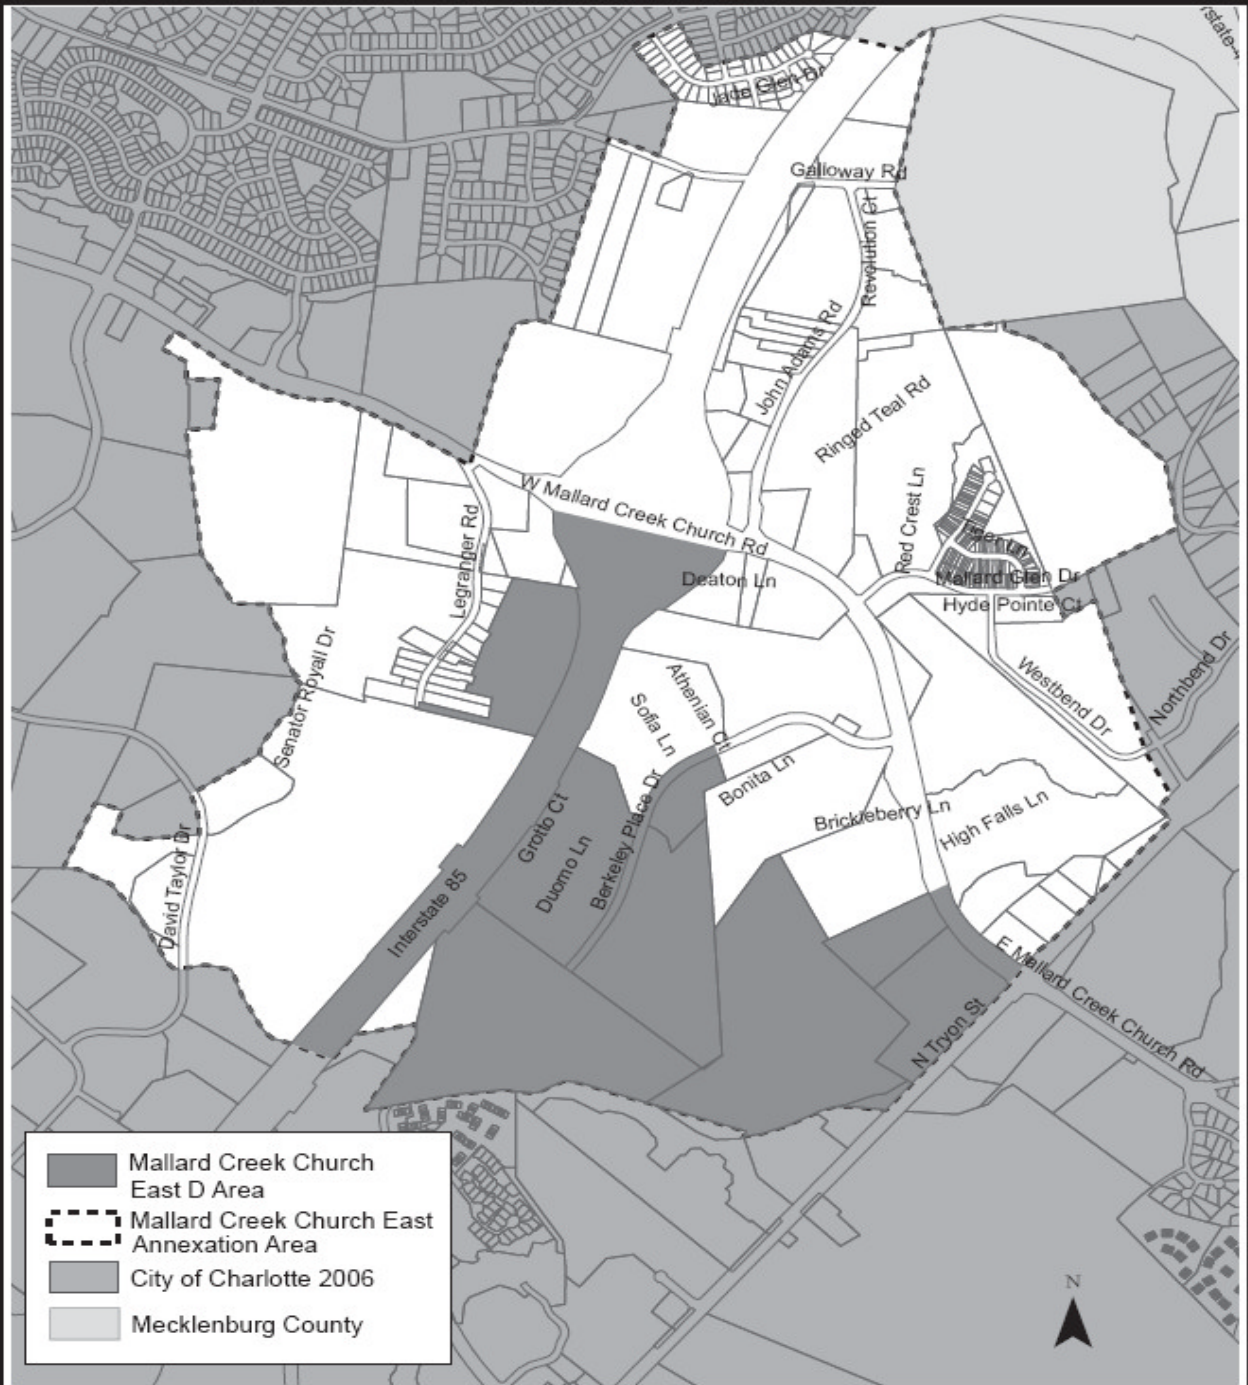 rstate-4
Jade Glen Dr
Galloway Rd
Revolution Ct
John Adams Rd
Ringed Teal Rd
W Mallard Creek Church Rd
Red Crest Ln
Legranger Rd
Deaton Ln
Mallard Glen Dr
Hyde Pointe Ct
Senator Royall Dr
Athenian Ct
Sofia Ln
Westbend Dr
Northbend Dr
Bonita Ln
Brickleberry Ln
High Falls Ln
Grotto Ct
Duomo Ln
Berkeley Place Dr
David Taylor Dr
Interstate 85
E Mallard Creek Church Rd
N Tryon St
Mallard Creek Church
East D Area
Mallard Creek Church East
Annexation Area
City of Charlotte 2006
Mecklenburg County
N